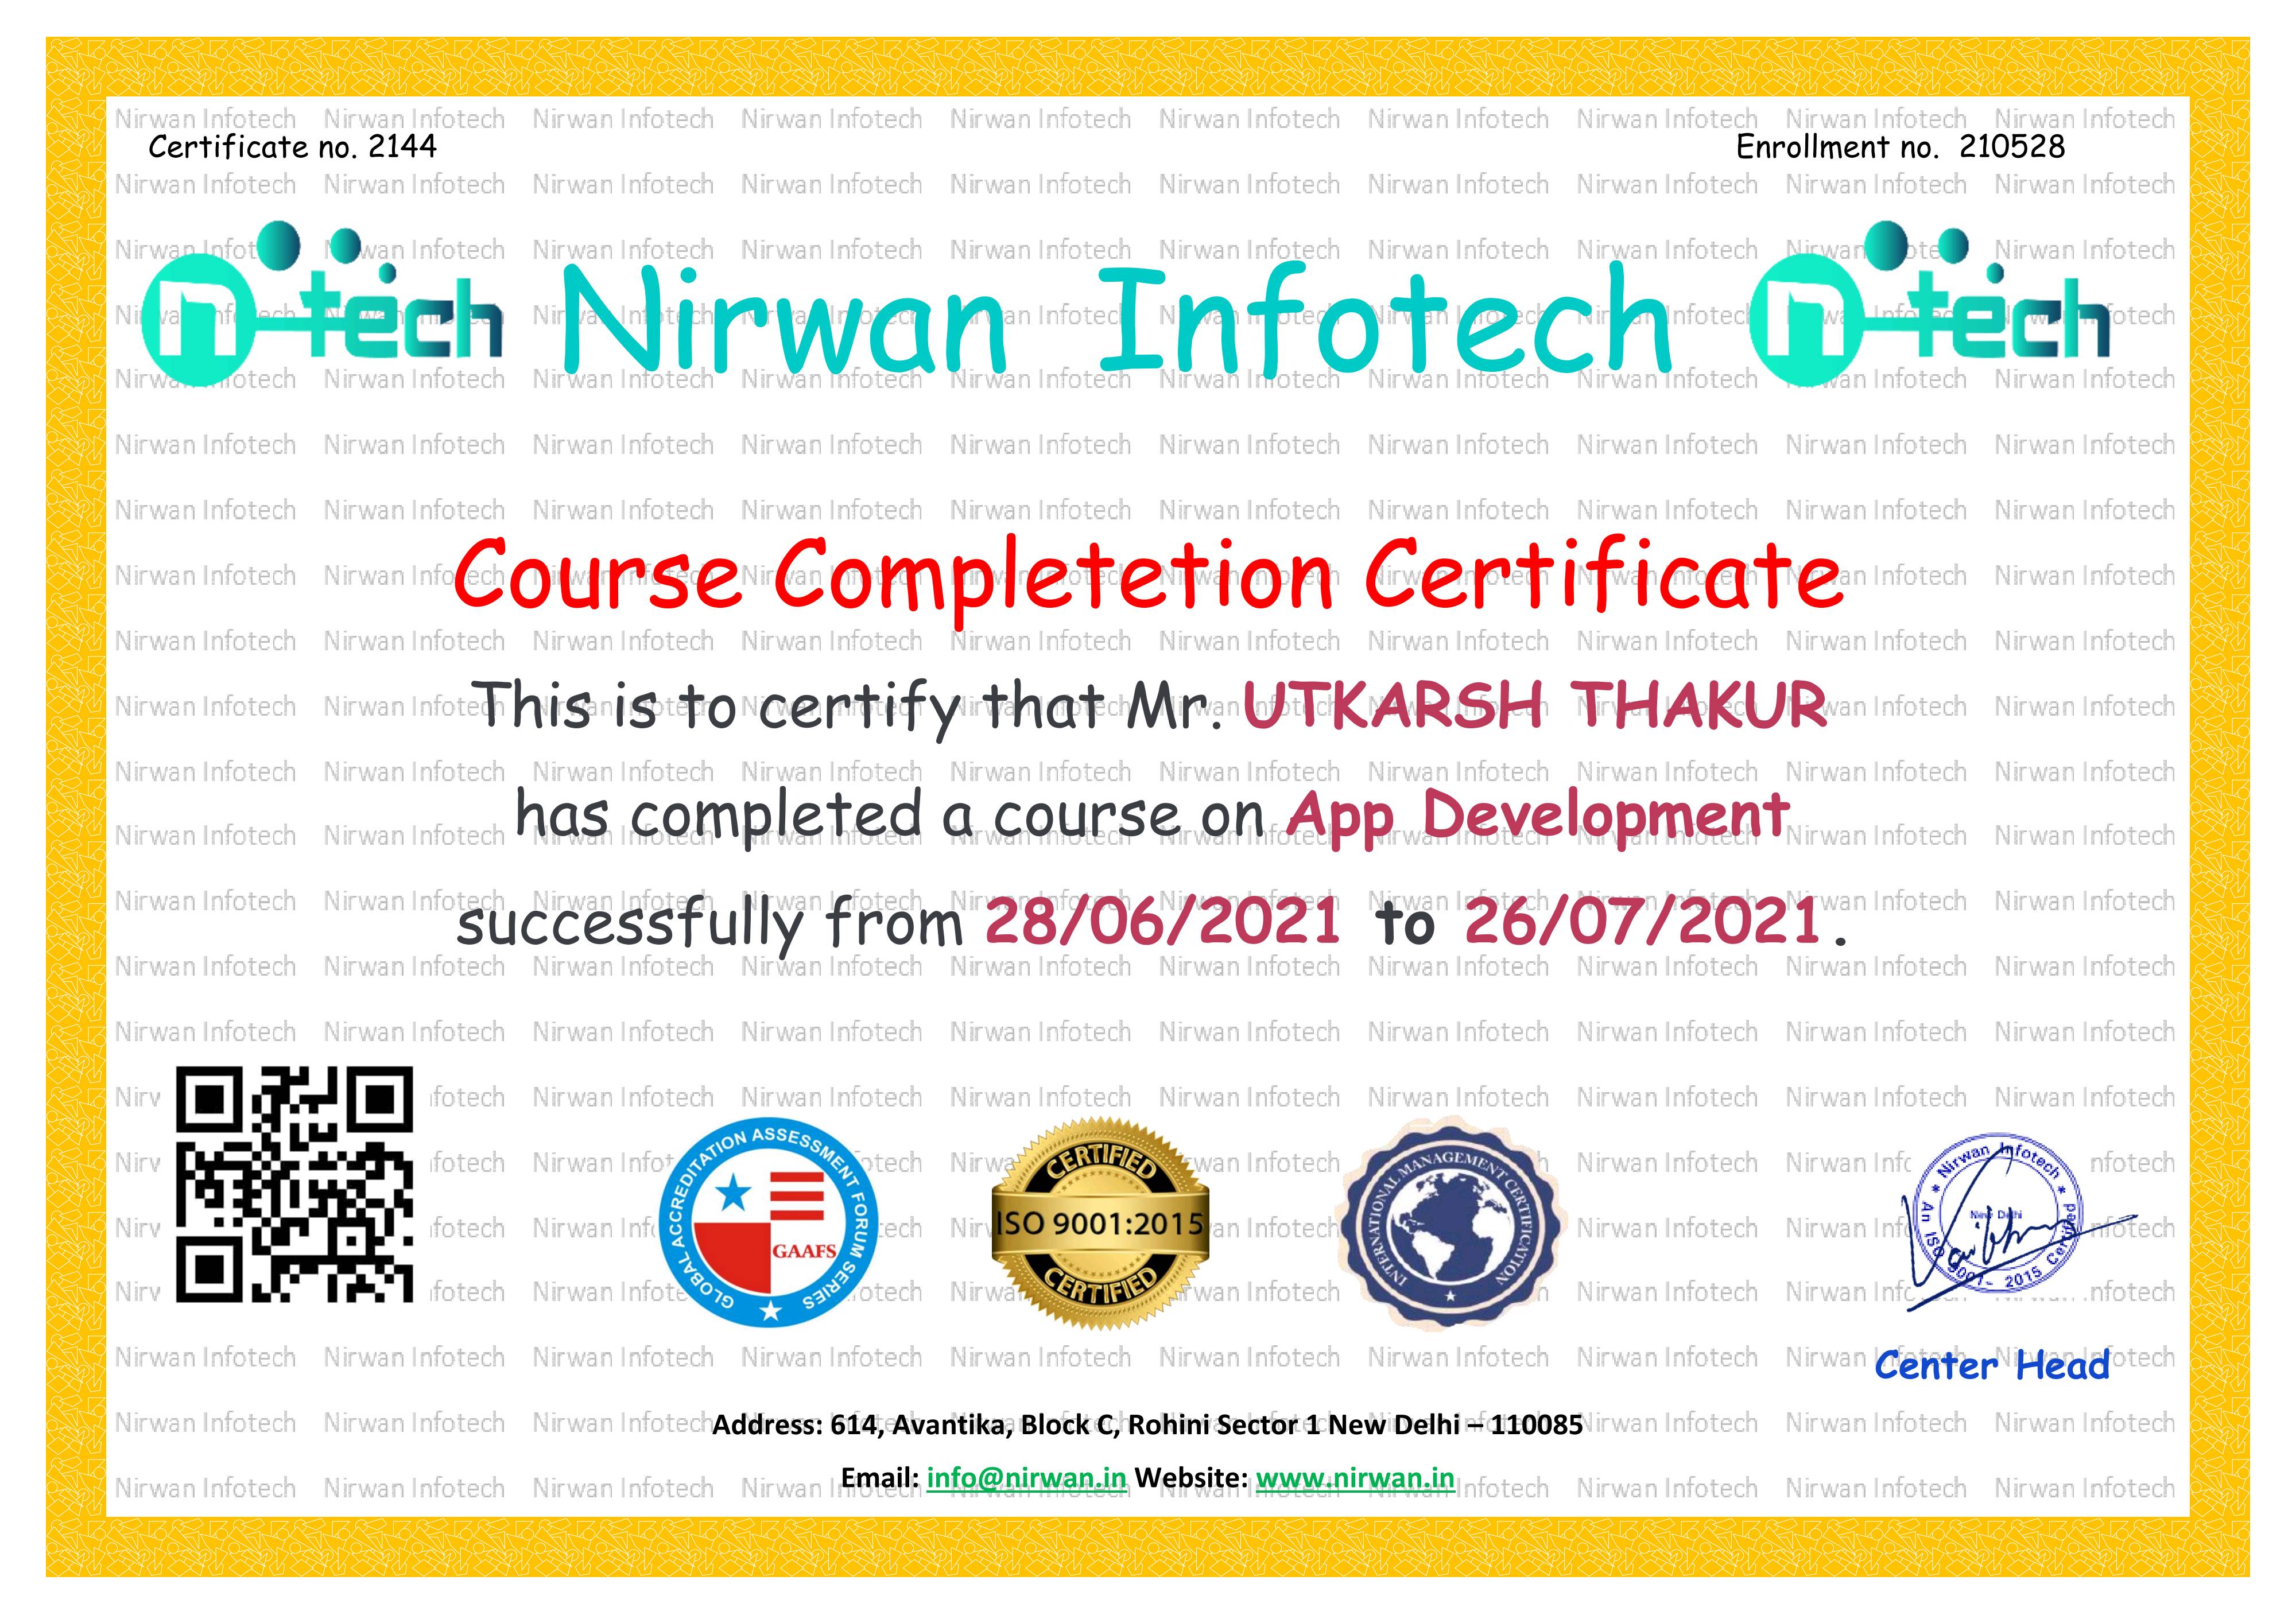 Certificate no. 2144
Enrollment no. 210528
n-tech Nirwan Infotech n-tech
Course Completetion Certificate
This is to certify that Mr. UTKARSH THAKUR
has completed a course on App Development
successfully from 28/06/2021 to 26/07/2021.
GLOBAL ACCREDITATION ASSESSMENT FORUM SERIES
GAAFS
CERTIFIED
ISO 9001:2015
CERTIFIED
INTERNATIONAL MANAGEMENT CERTIFICATION
* Nirwan Infotech *
New Delhi
An ISO 9001- 2015 Certified
Center Head
Address: 614, Avantika, Block C, Rohini Sector 1 New Delhi – 110085
Email: info@nirwan.in Website: www.nirwan.in
Nirwan Infotech